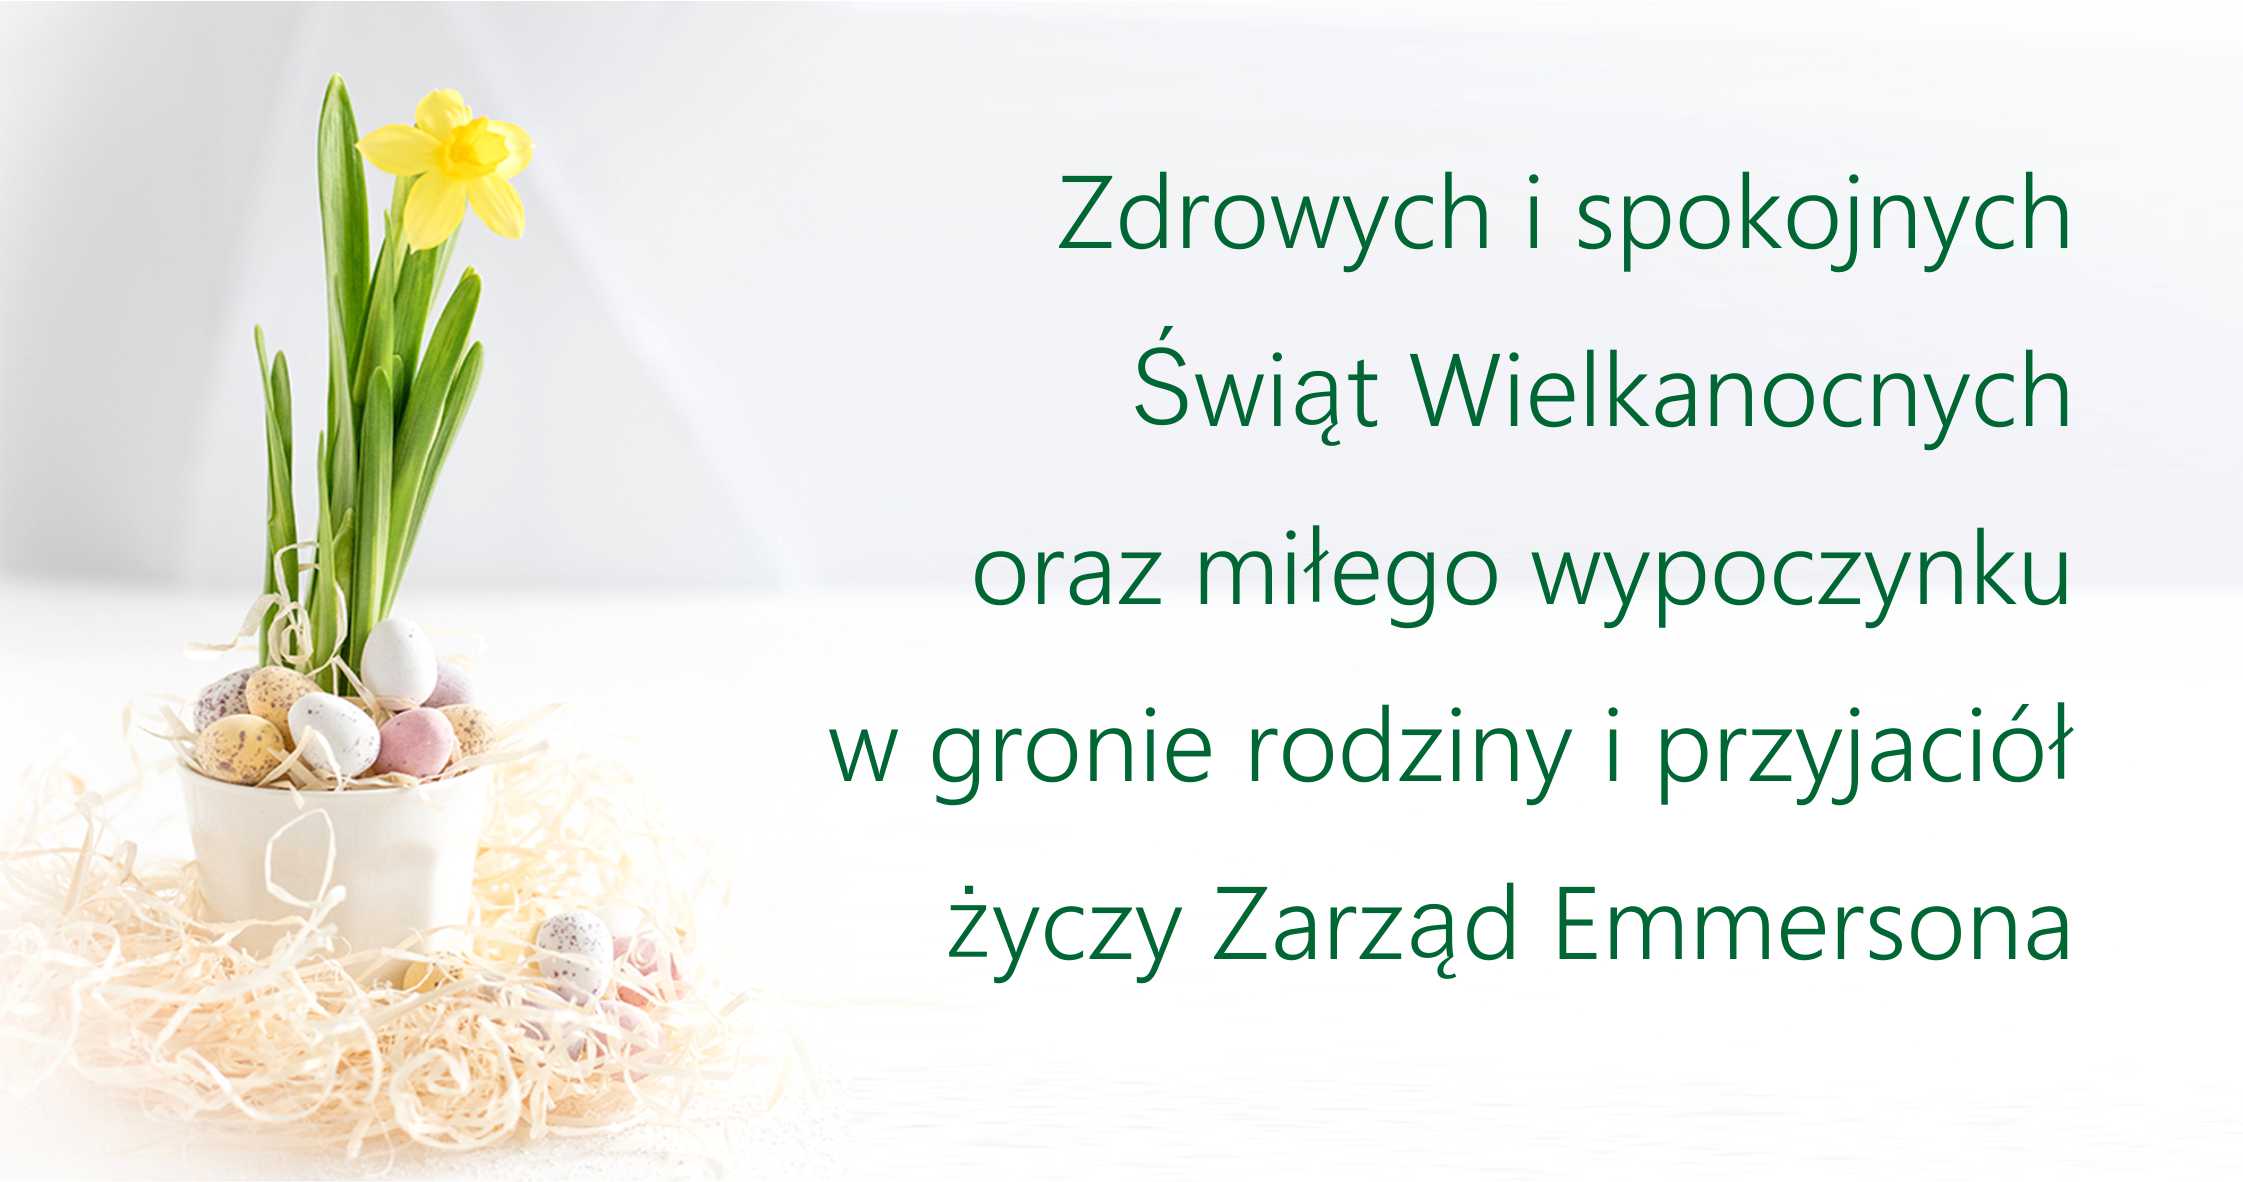 Zdrowych i spokojnych
Świąt Wielkanocnych
oraz miłego wypoczynku
w gronie rodziny i przyjaciół
życzy Zarząd Emmersona